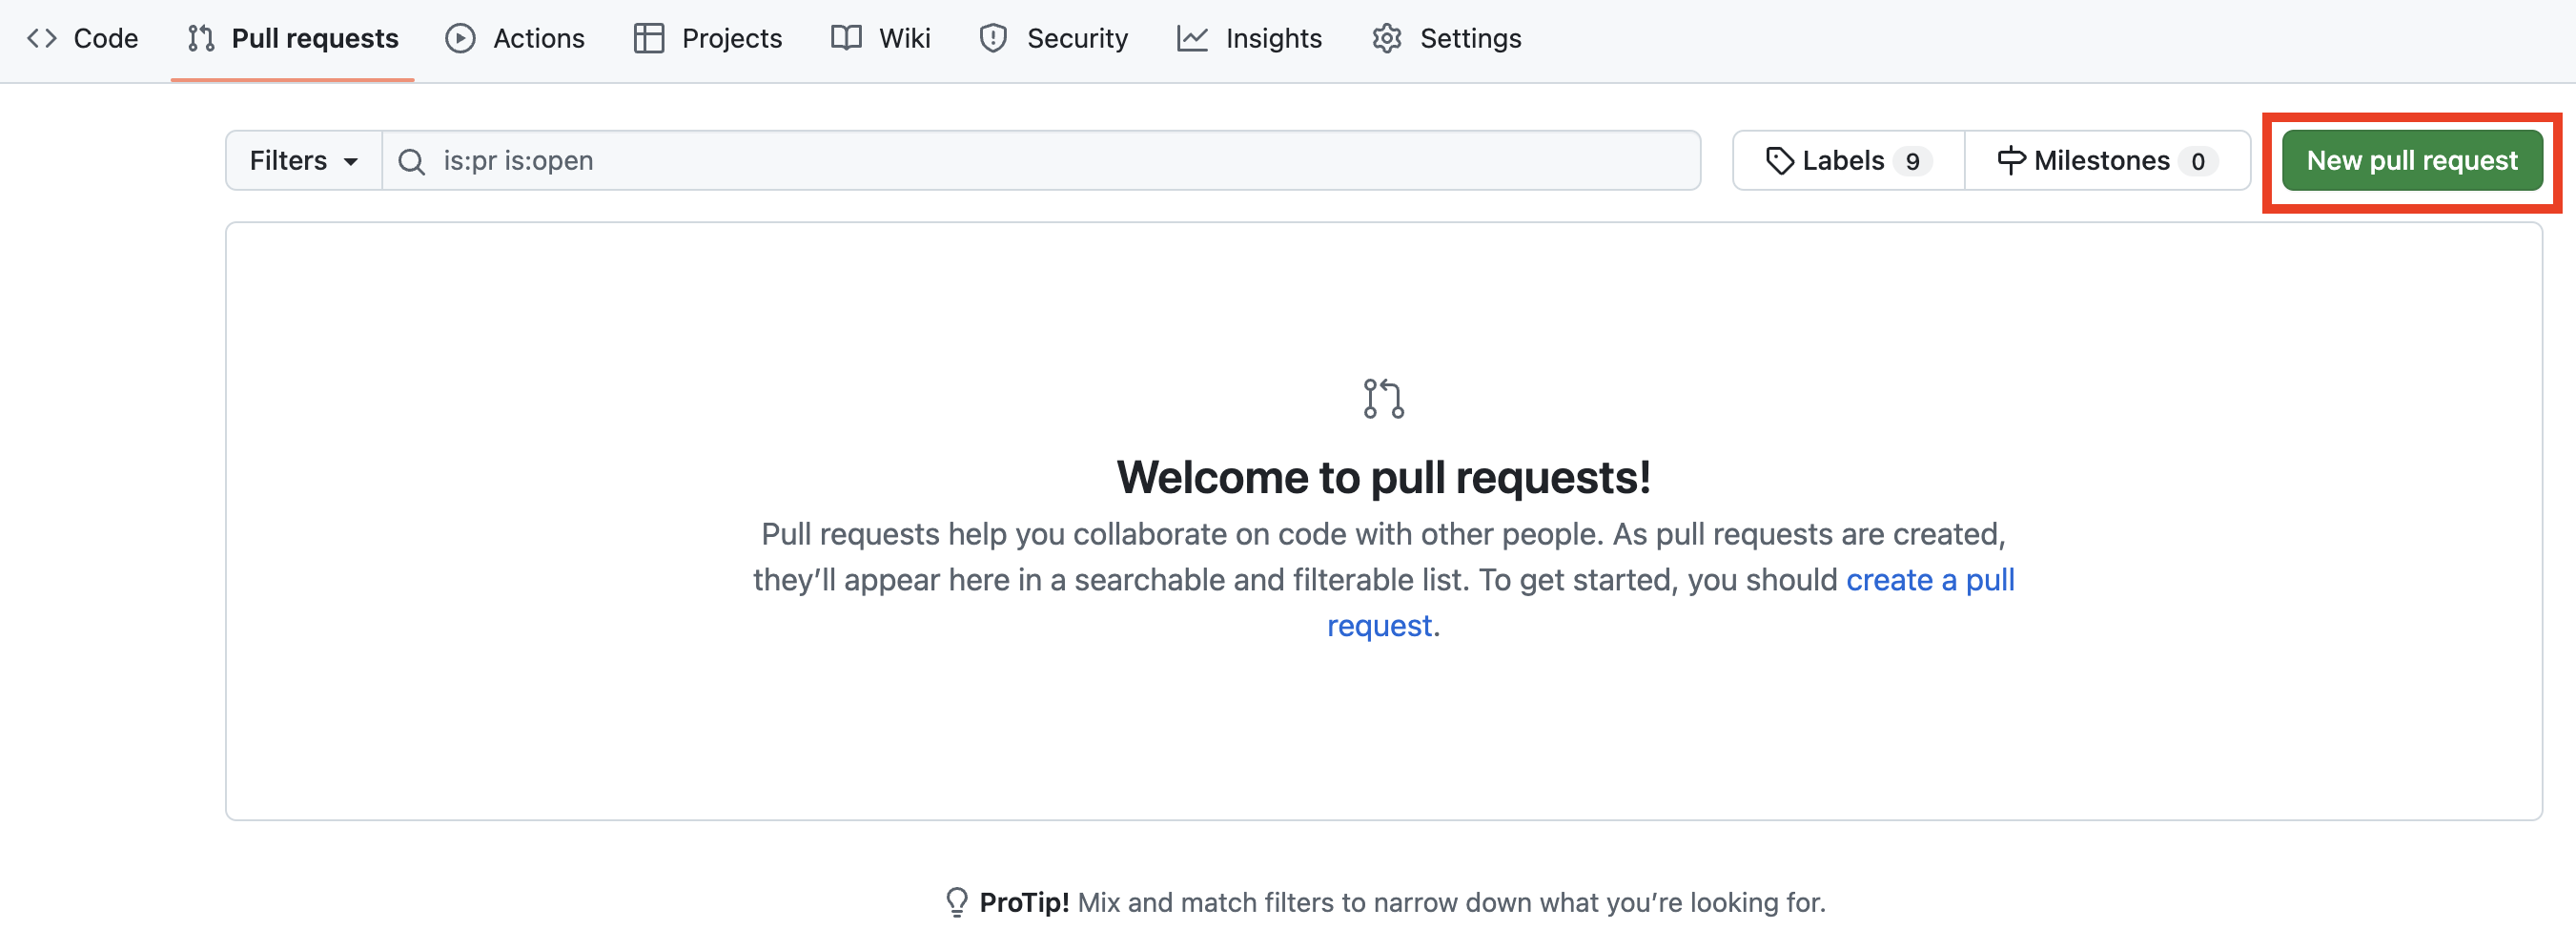 Code Pull requests Actions Projects Wiki Security Insights Settings
Filters is:pr is:open Labels 9 Milestones 0 New pull request
Welcome to pull requests!
Pull requests help you collaborate on code with other people. As pull requests are created,
they’ll appear here in a searchable and filterable list. To get started, you should create a pull
request.
ProTip! Mix and match filters to narrow down what you’re looking for.